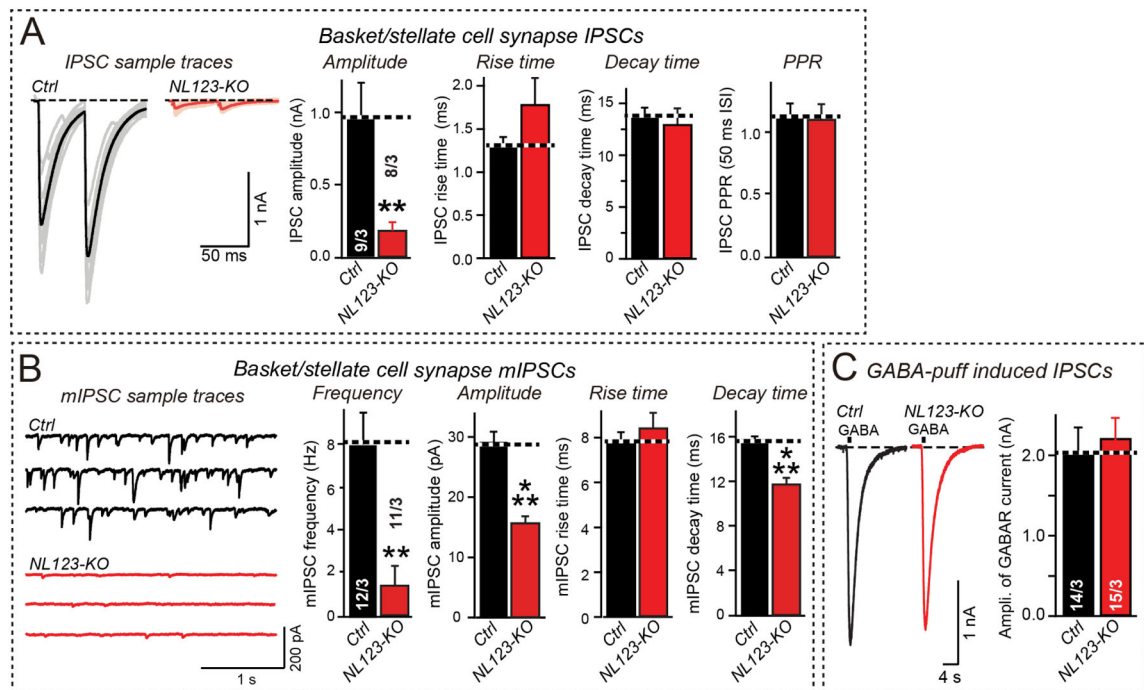 A
Basket/stellate cell synapse IPSCs
IPSC sample traces
Ctrl
NL123-KO
1 nA
50 ms
Amplitude
IPSC amplitude (nA)
1.0
0.5
0.0
9/3
8/3
**
Ctrl
NL123-KO
Rise time
IPSC rise time (ms)
2.0
1.5
1.0
0.5
0.0
Ctrl
NL123-KO
Decay time
IPSC decay time (ms)
15
10
5
0
Ctrl
NL123-KO
PPR
IPSC PPR (50 ms ISI)
1.0
0.5
0.0
Ctrl
NL123-KO
B
Basket/stellate cell synapse mIPSCs
mIPSC sample traces
Ctrl
NL123-KO
200 pA
1 s
Frequency
mIPSC frequency (Hz)
8
6
4
2
0
12/3
11/3
**
Ctrl
NL123-KO
Amplitude
mIPSC amplitude (pA)
30
20
10
0
*
**
Ctrl
NL123-KO
Rise time
mIPSC rise time (ms)
8
6
4
2
0
Ctrl
NL123-KO
Decay time
mIPSC decay time (ms)
16
12
8
4
0
*
**
Ctrl
NL123-KO
C
GABA-puff induced IPSCs
Ctrl
GABA
NL123-KO
GABA
1 nA
4 s
Ampli. of GABAR current (nA)
2.0
1.0
0.0
14/3
15/3
Ctrl
NL123-KO